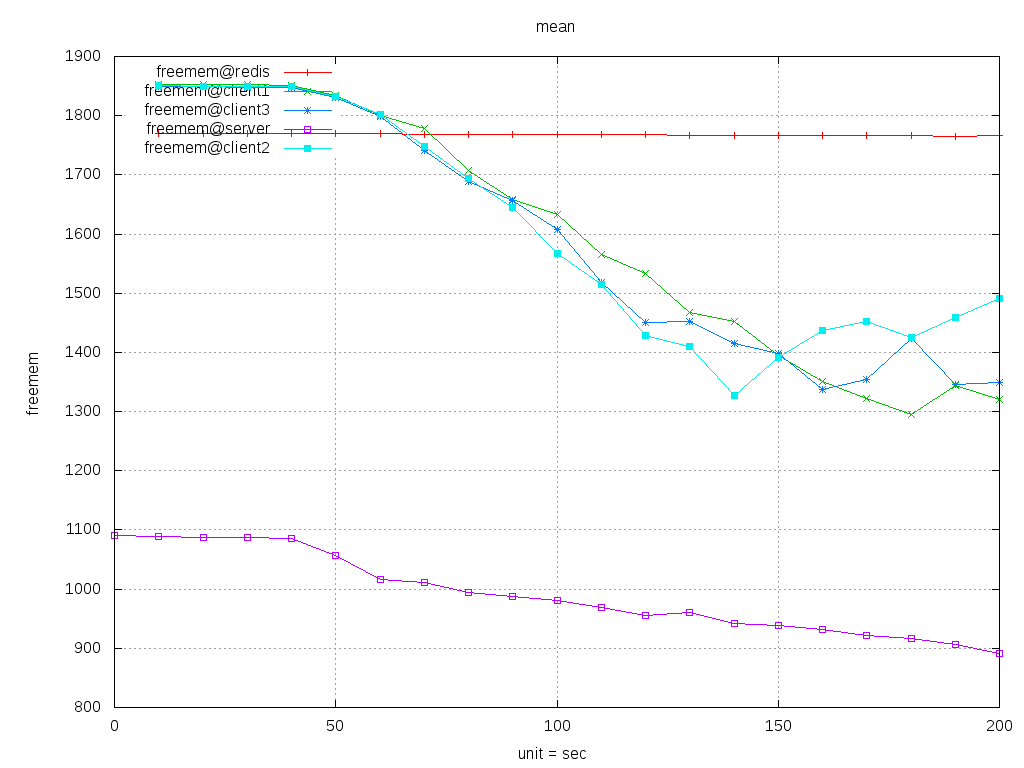 mean
1900
1800
1700
1600
1500
1400
1300
1200
1100
1000
900
800
freemem
freemem@redis
freemem@client1
freemem@client3
freemem@server
freemem@client2
0 50 100 150 200
unit = sec